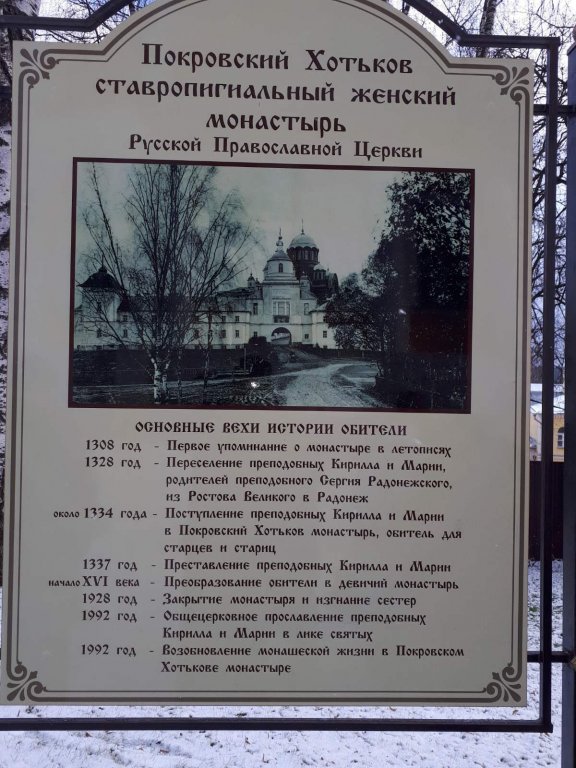 Покровский Хотьков
ставропигиальный женский
монастырь
Русской Православной Церкви
основные вехи истории обители
1308 год - Первое упоминание о монастыре в летописях
1328 год - Переселение преподобных Кирилла и Марии,
родителей преподобного Сергия Радонежского,
из Ростова Великого в Радонеж
около 1334 года - Поступление преподобных Кирилла и Марии
в Покровский Хотьков монастырь, обитель для
старцев и стариц
1337 год - Преставление преподобных Кирилла и Марии
начало XVI века - Преобразование обители в девичий монастырь
1928 год - Закрытие монастыря и изгнание сестер
1992 год - Общецерковное прославление преподобных
Кирилла и Марии в лике святых
1992 год - Возобновление монашеской жизни в Покровском
Хотькове монастыре